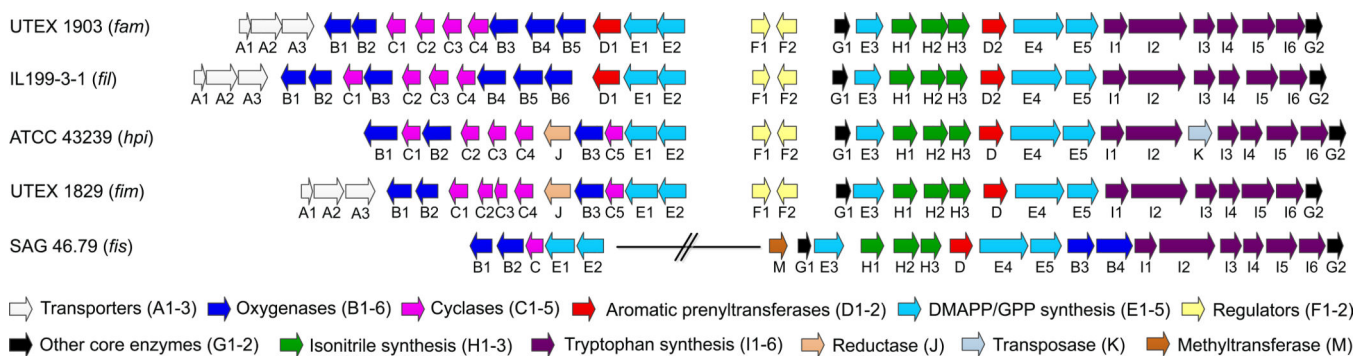 UTEX 1903 (fam)
A1 A2 A3 B1 B2 C1 C2 C3 C4 B3 B4 B5 D1 E1 E2 F1 F2 G1 E3 H1 H2 H3 D2 E4 E5 I1 I2 I3 I4 I5 I6 G2
IL199-3-1 (fil)
A1 A2 A3 B1 B2 C1 B3 C2 C3 C4 B4 B5 B6 D1 E1 E2 F1 F2 G1 E3 H1 H2 H3 D2 E4 E5 I1 I2 I3 I4 I5 I6 G2
ATCC 43239 (hpi)
B1 C1 B2 C2 C3 C4 J B3 C5 E1 E2 F1 F2 G1 E3 H1 H2 H3 D E4 E5 I1 I2 K I3 I4 I5 I6 G2
UTEX 1829 (fim)
A1 A2 A3 B1 B2 C1 C2 C3 C4 J B3 C5 E1 E2 F1 F2 G1 E3 H1 H2 H3 D E4 E5 I1 I2 I3 I4 I5 I6 G2
SAG 46.79 (fis)
B1 B2 C E1 E2 M G1 E3 H1 H2 H3 D E4 E5 B3 B4 I1 I2 I3 I4 I5 I6 G2
Transporters (A1-3) Oxygenases (B1-6) Cyclases (C1-5) Aromatic prenyltransferases (D1-2) DMAPP/GPP synthesis (E1-5) Regulators (F1-2)
Other core enzymes (G1-2) Isonitrile synthesis (H1-3) Tryptophan synthesis (I1-6) Reductase (J) Transposase (K) Methyltransferase (M)